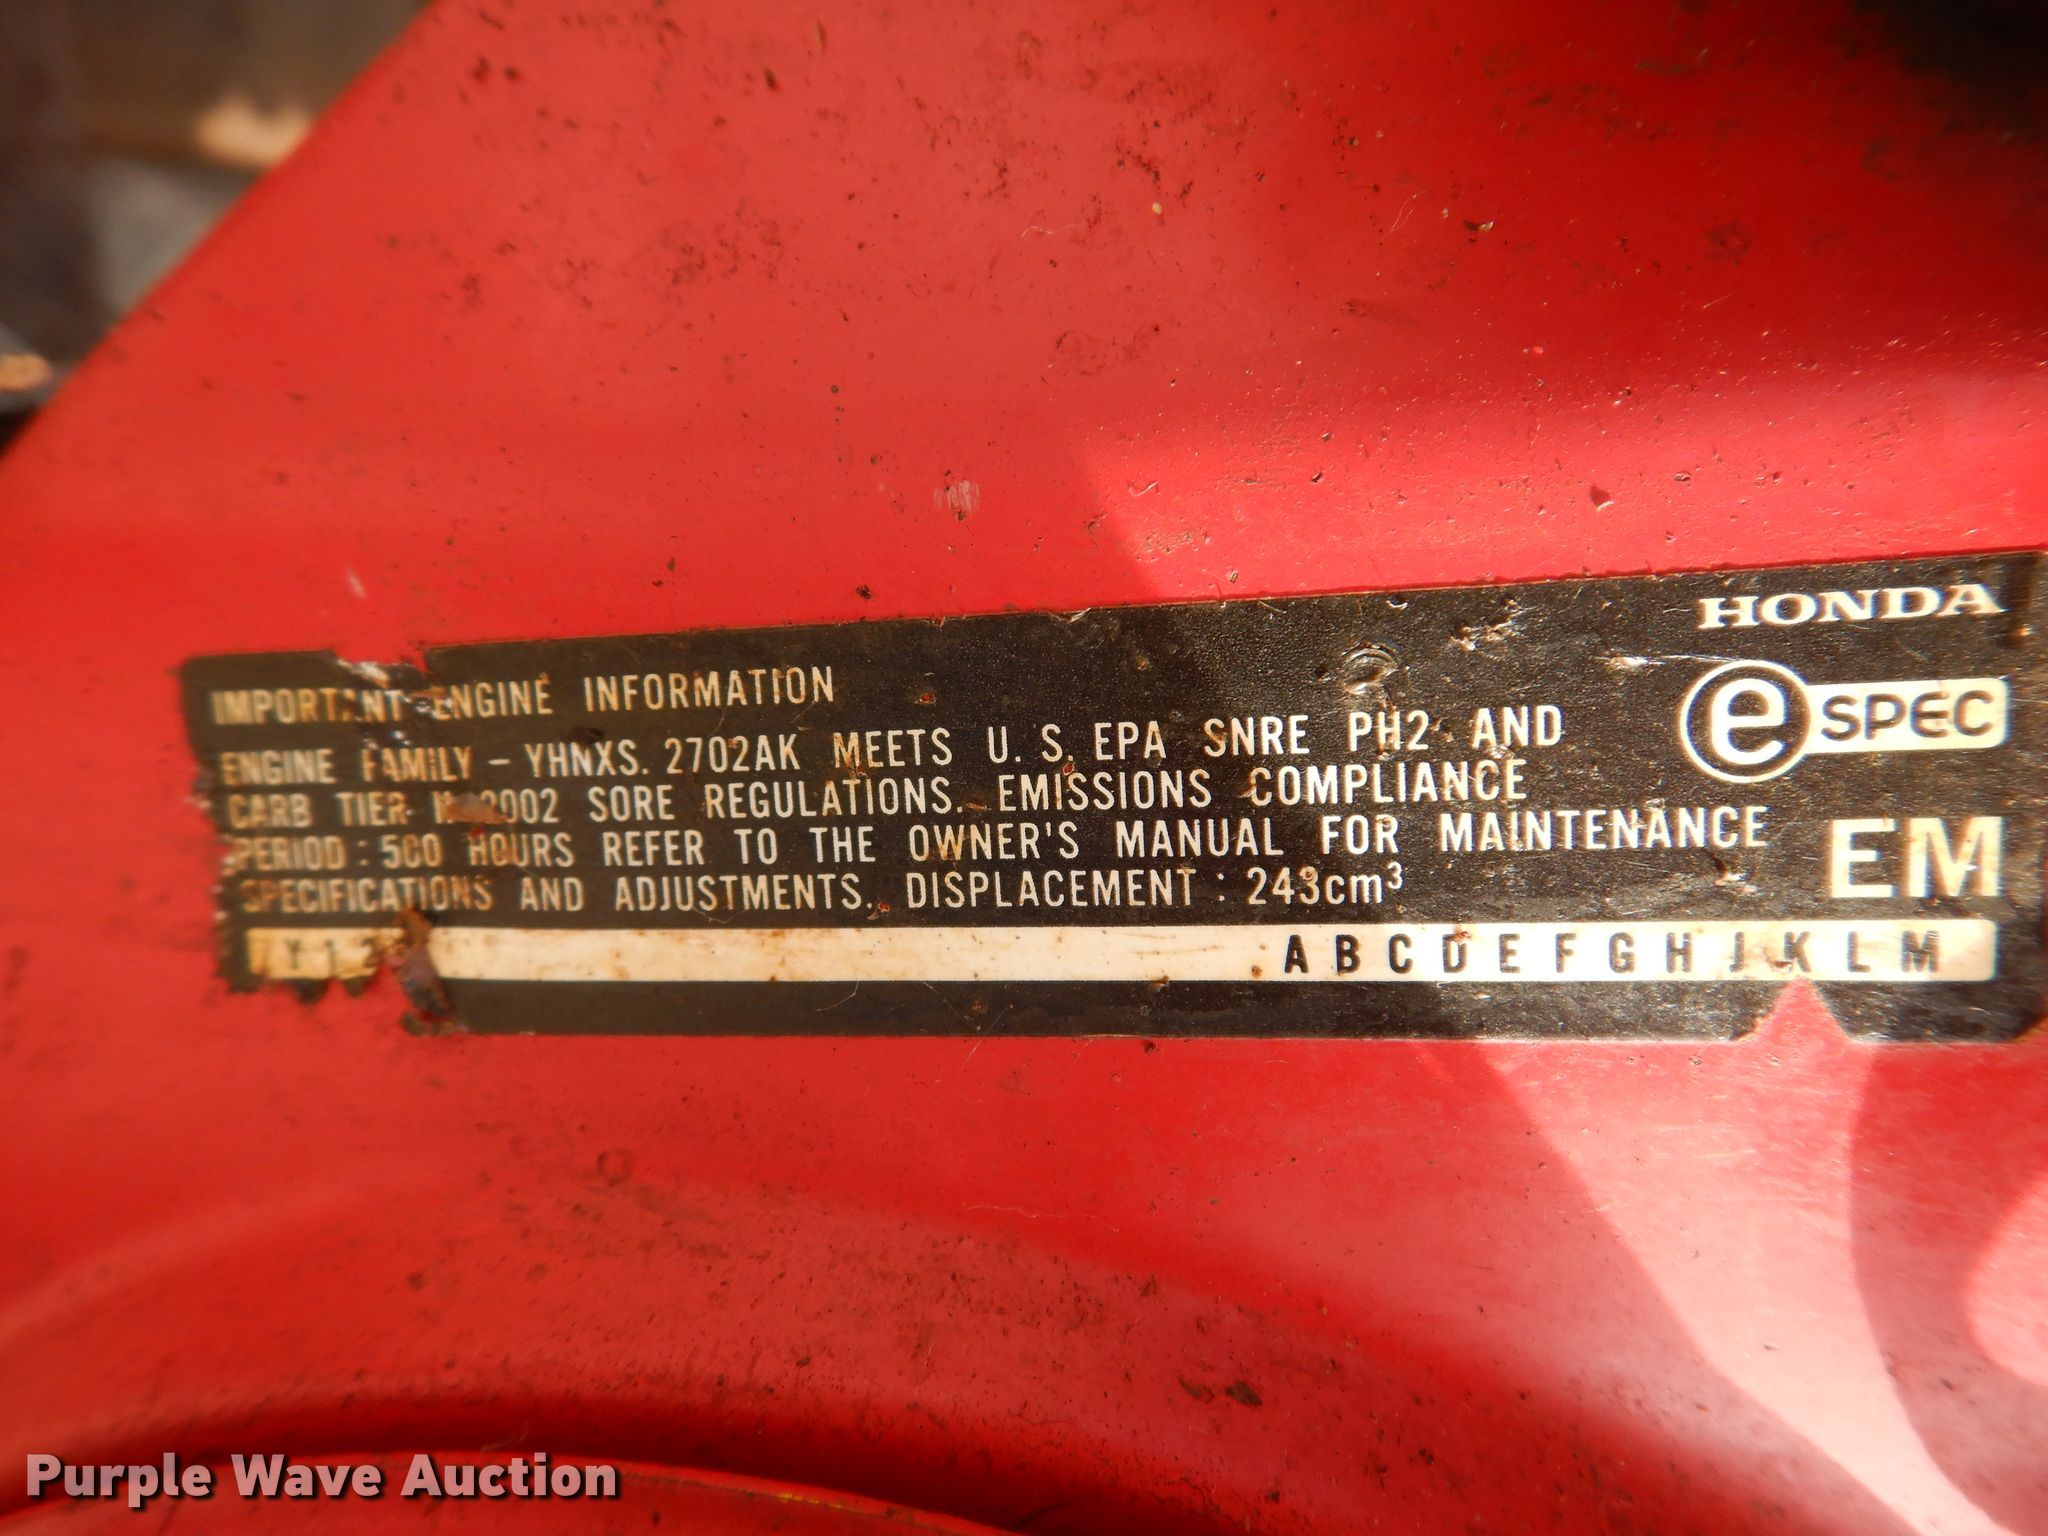 HONDA
e SPEC
EM
IMPORTANT ENGINE INFORMATION
ENGINE FAMILY - YHNXS. 2702AK MEETS U. S. EPA SNRE PH2 AND
CARB TIER 2002 SORE REGULATIONS. EMISSIONS COMPLIANCE
PERIOD : 500 HOURS REFER TO THE OWNER'S MANUAL FOR MAINTENANCE
SPECIFICATIONS AND ADJUSTMENTS. DISPLACEMENT : 243cm³
A B C D E F G H J K L M
Purple Wave Auction